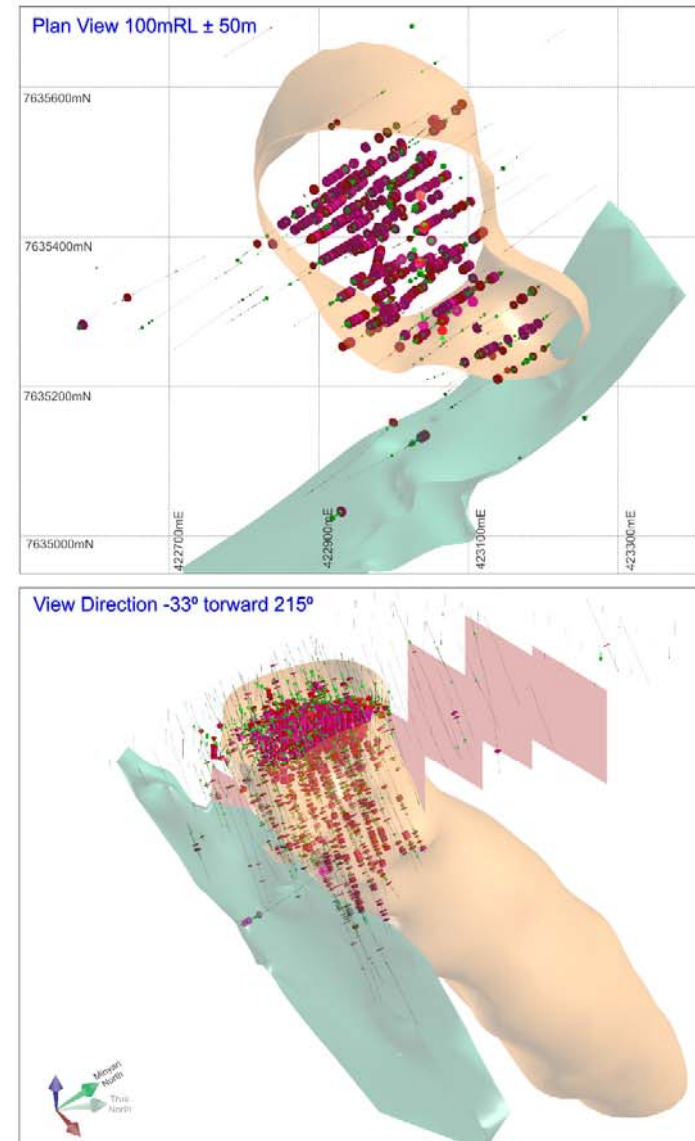 Plan View 100mRL ± 50m
7635600mN
7635400mN
7635200mN
7635000mN
422700mE
422900mE
423100mE
423300mE
View Direction -33º torward 215º
Minyari
North
True
North